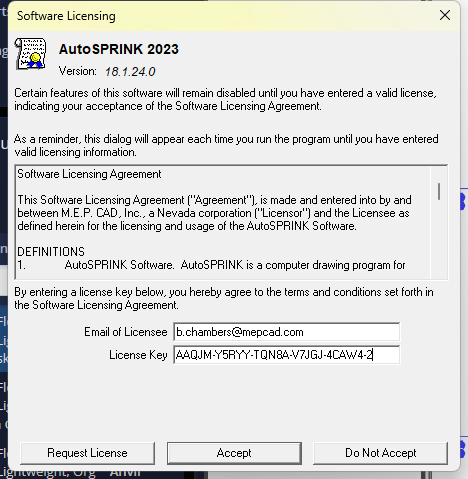 Software Licensing
AutoSPRINK 2023
Version: 18.1.24.0
Certain features of this software will remain disabled until you have entered a valid license,
indicating your acceptance of the Software Licensing Agreement.
As a reminder, this dialog will appear each time you run the program until you have entered
valid licensing information.
Software Licensing Agreement
This Software Licensing Agreement ("Agreement"), is made and entered into by and
between M.E.P. CAD, Inc., a Nevada corporation ("Licensor") and the Licensee as
defined herein for the licensing and usage of the AutoSPRINK Software.
DEFINITIONS
1. AutoSPRINK Software. AutoSPRINK is a computer drawing program for
By entering a license key below, you hereby agree to the terms and conditions set forth in
the Software Licensing Agreement.
Email of Licensee b.chambers@mepcad.com
License Key AAQJM-Y5RYY-TQN8A-V7JGJ-4CAW4-2
Request License Accept Do Not Accept
Lightweight, Org Anvil